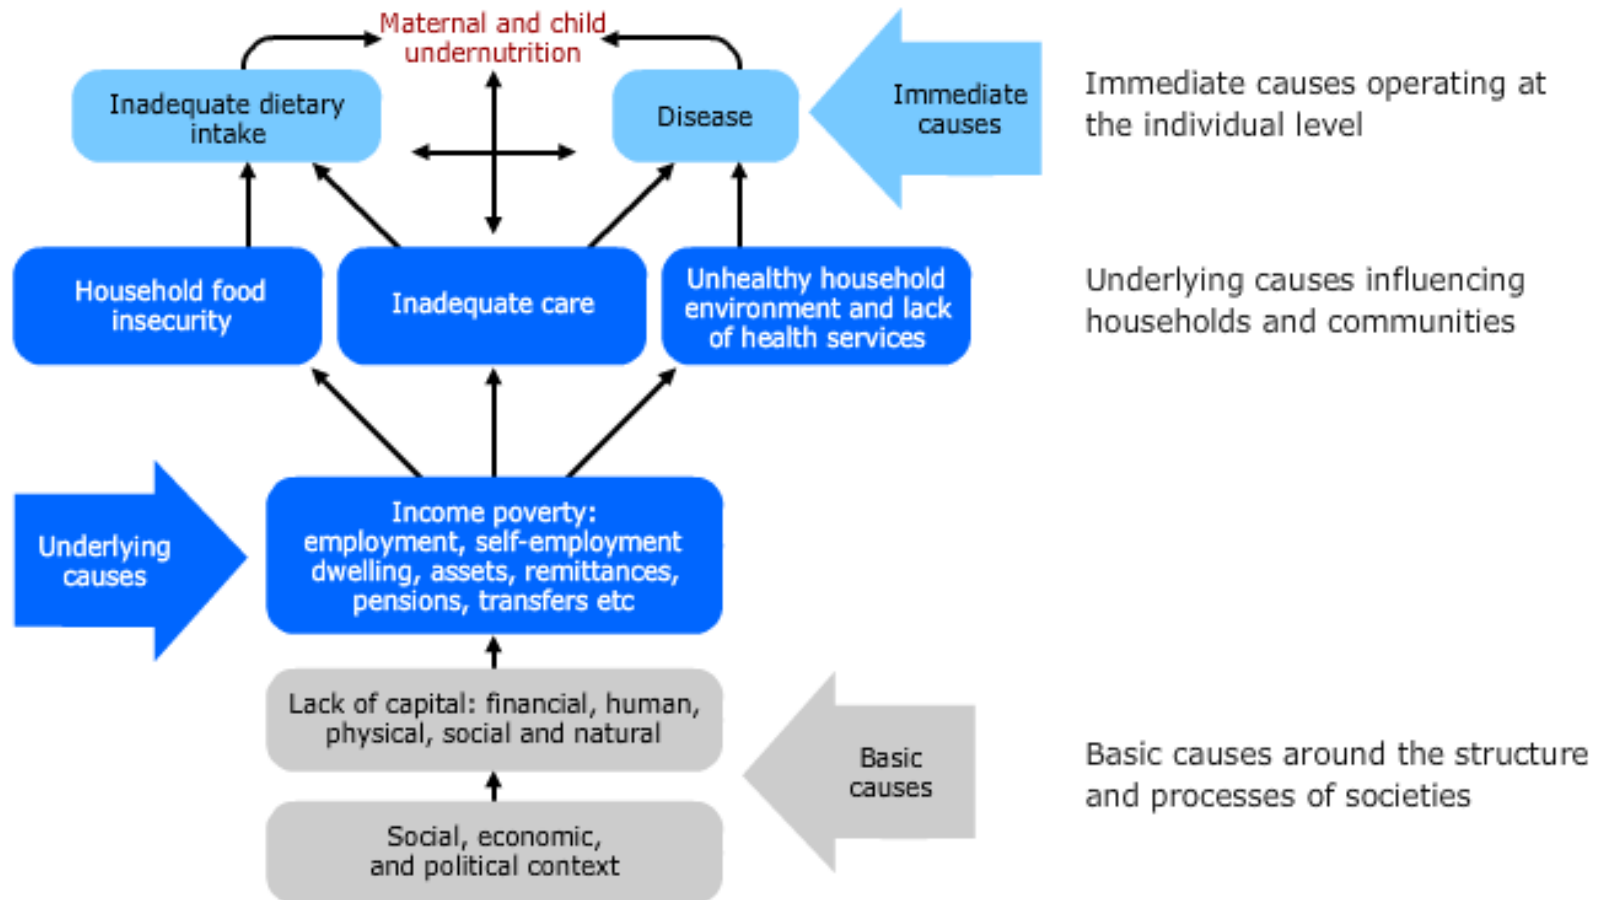 Maternal and child
undernutrition
Inadequate dietary
intake
Disease
Immediate
causes
Immediate causes operating at
the individual level
Household food
insecurity
Inadequate care
Unhealthy household
environment and lack
of health services
Underlying causes influencing
households and communities
Underlying
causes
Income poverty:
employment, self-employment
dwelling, assets, remittances,
pensions, transfers etc
Lack of capital: financial, human,
physical, social and natural
Basic
causes
Basic causes around the structure
and processes of societies
Social, economic,
and political context